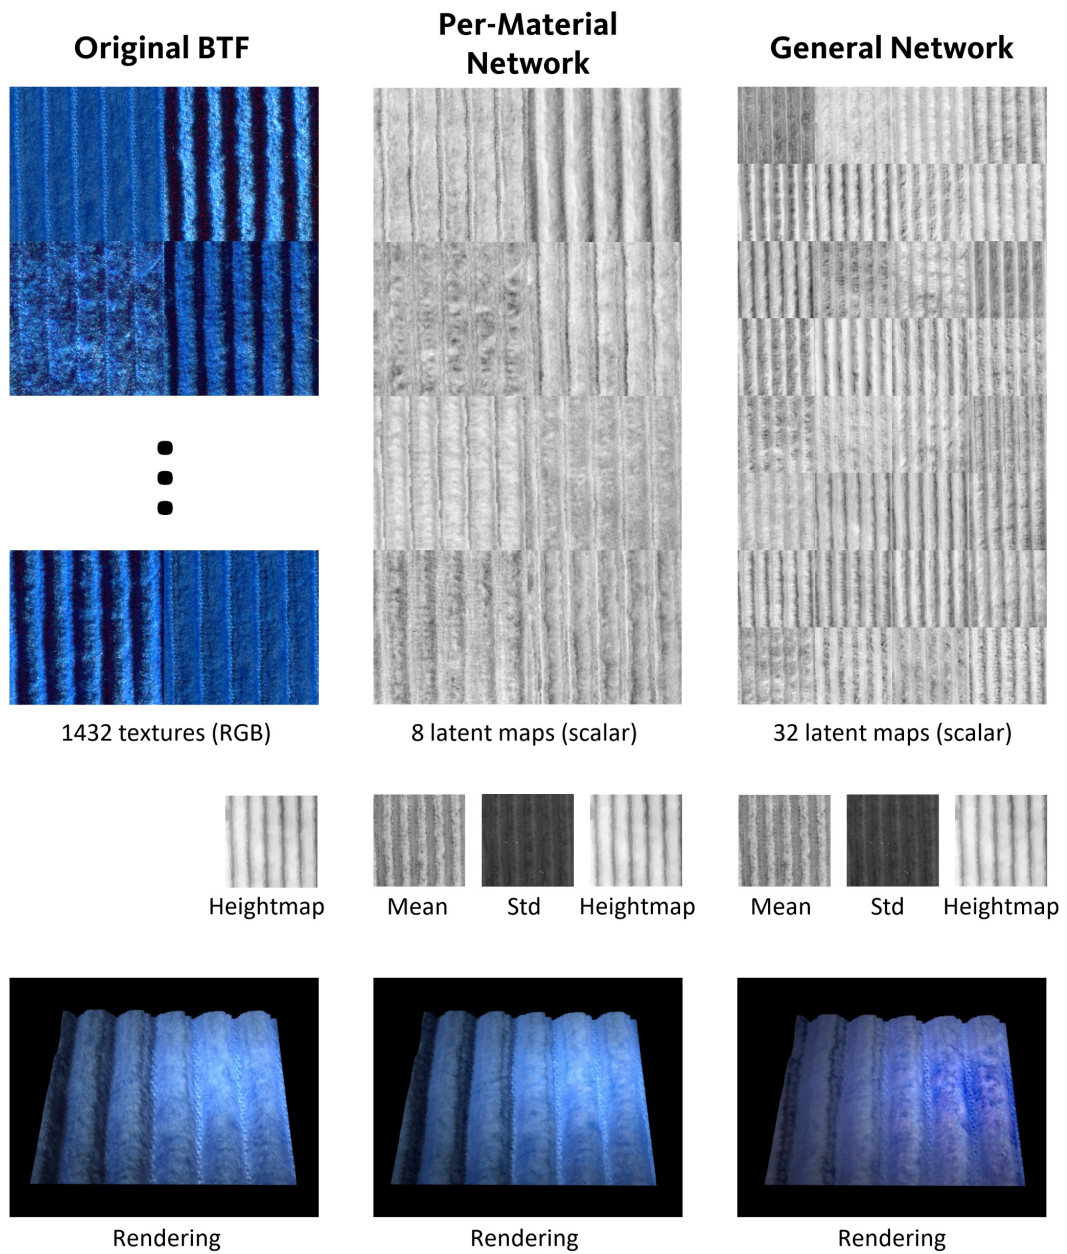 Original BTF
Per-Material
Network
General Network
1432 textures (RGB)
8 latent maps (scalar)
32 latent maps (scalar)
Heightmap
Mean
Std
Heightmap
Mean
Std
Heightmap
Rendering
Rendering
Rendering